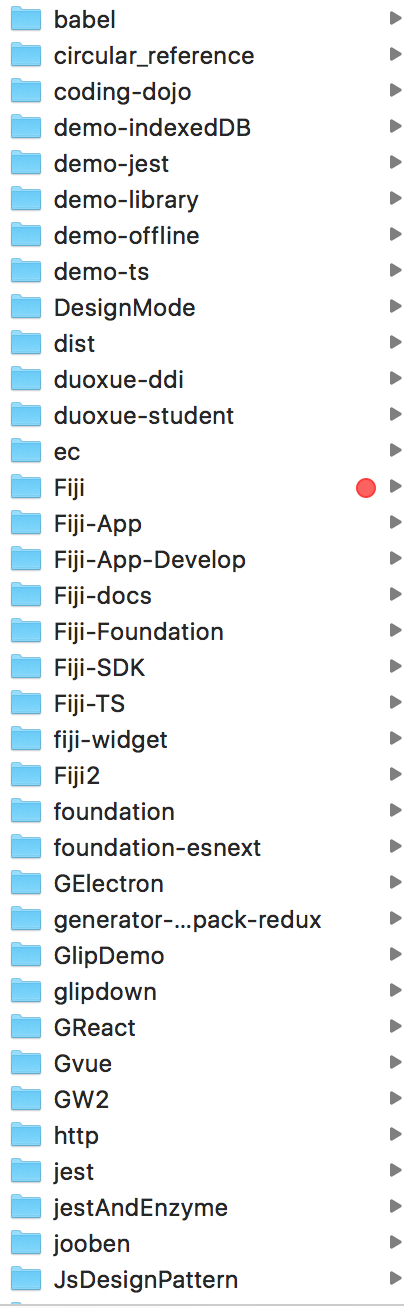 babel
circular_reference
coding-dojo
demo-indexedDB
demo-jest
demo-library
demo-offline
demo-ts
DesignMode
dist
duoxue-ddi
duoxue-student
ec
Fiji
Fiji-App
Fiji-App-Develop
Fiji-docs
Fiji-Foundation
Fiji-SDK
Fiji-TS
fiji-widget
Fiji2
foundation
foundation-esnext
GElectron
generator-...pack-redux
GlipDemo
glipdown
GReact
Gvue
GW2
http
jest
jestAndEnzyme
jooben
JsDesignPattern